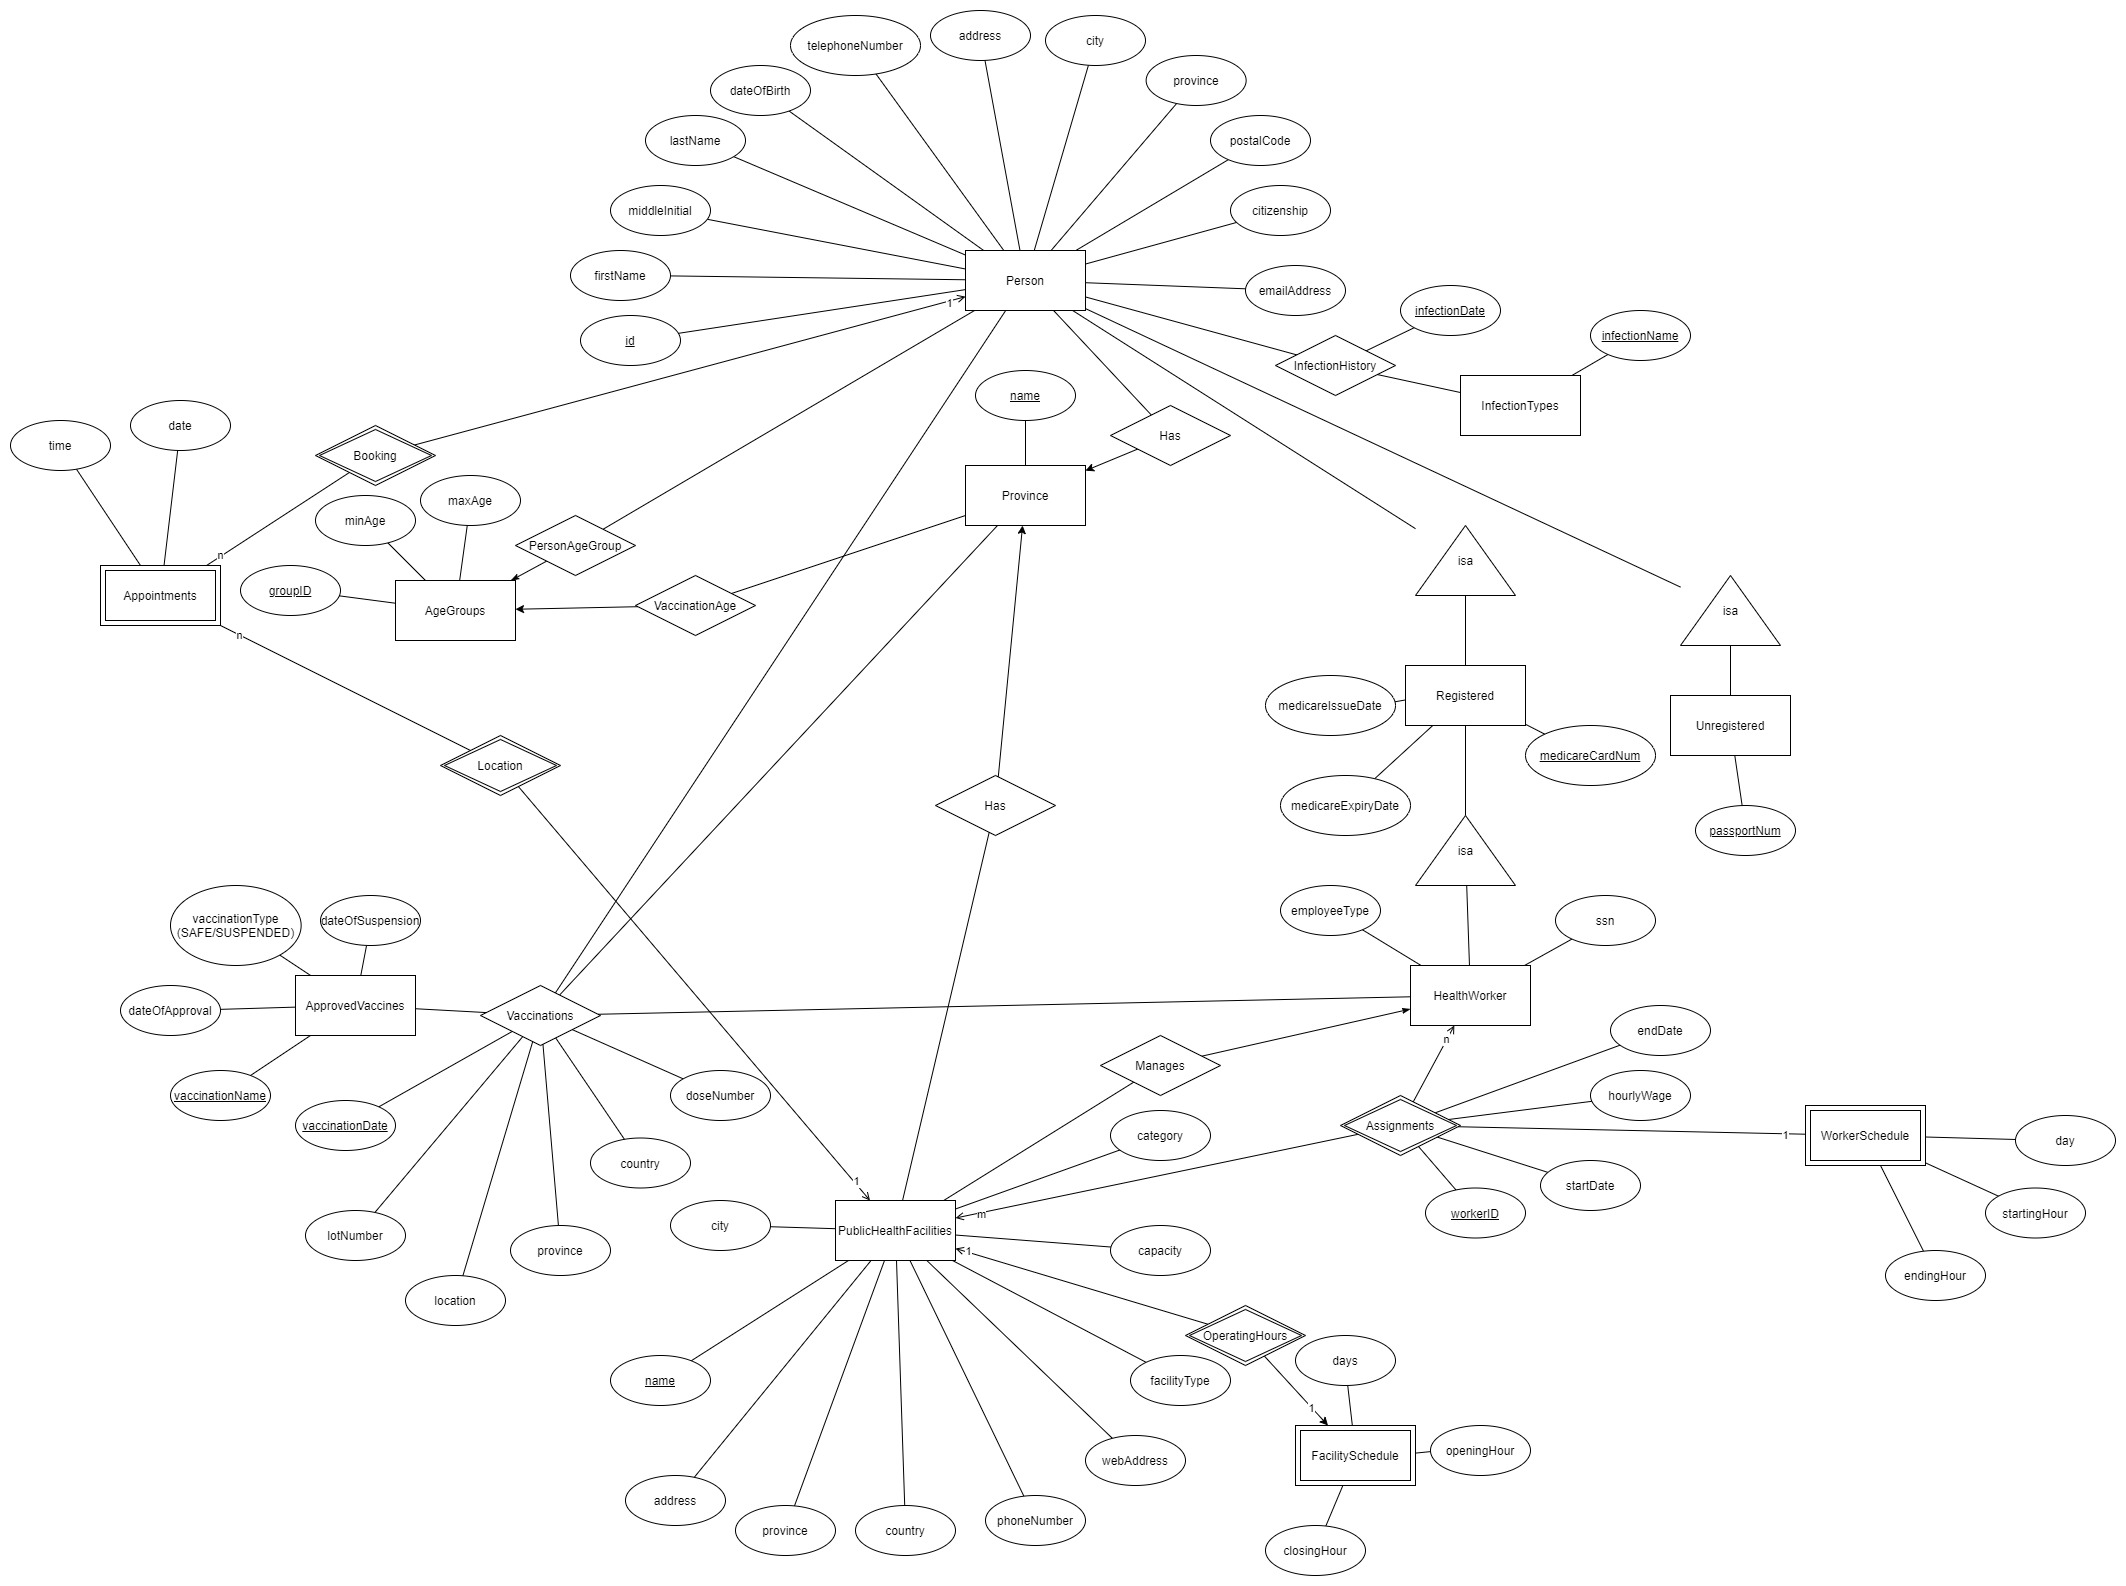 telephoneNumber
address
city
dateOfBirth
province
lastName
postalCode
middleInitial
citizenship
firstName
Person
emailAddress
1
id
infectionDate
infectionName
InfectionHistory
InfectionTypes
name
date
time
Has
Booking
maxAge
Province
minAge
n
PersonAgeGroup
isa
Appointments
groupID
AgeGroups
VaccinationAge
isa
n
Registered
medicareIssueDate
Unregistered
medicareCardNum
Location
Has
medicareExpiryDate
passportNum
isa
vaccinationType
(SAFE/SUSPENDED)
dateOfSuspension
employeeType
ssn
ApprovedVaccines
dateOfApproval
Vaccinations
HealthWorker
endDate
n
Manages
vaccinationName
doseNumber
hourlyWage
vaccinationDate
Assignments
category
1
WorkerSchedule
day
country
1
startDate
workerID
m
startingHour
city
PublicHealthFacilities
lotNumber
province
capacity
1
endingHour
location
OperatingHours
days
name
facilityType
1
openingHour
FacilitySchedule
webAddress
address
phoneNumber
province
country
closingHour